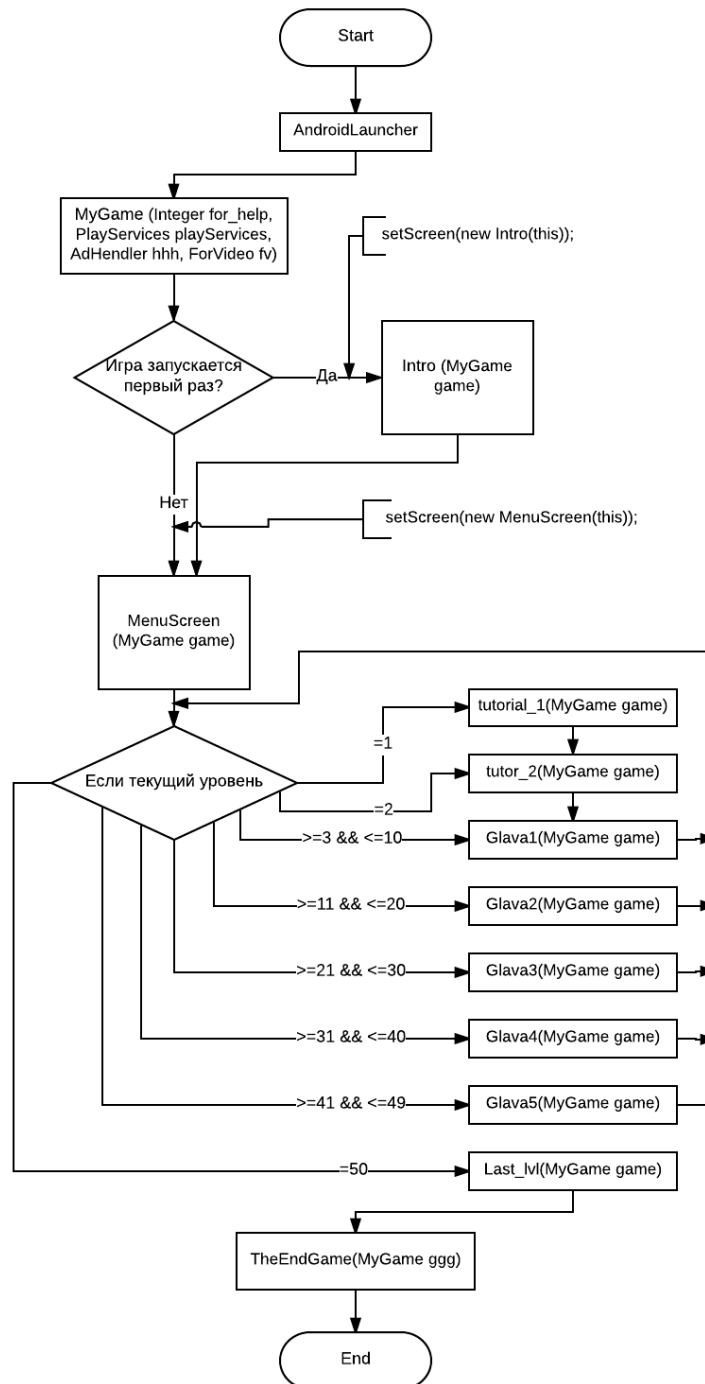 Start
AndroidLauncher
MyGame (Integer for_help,
PlayServices playServices,
AdHendler hhh, ForVideo fv)
setScreen(new Intro(this));
Игра запускается
первый раз?
Да
Intro (MyGame
game)
Нет
setScreen(new MenuScreen(this));
MenuScreen
(MyGame game)
tutorial_1(MyGame game)
=1
Если текущий уровень
tutor_2(MyGame game)
=2
>=3 && <=10
Glava1(MyGame game)
>=11 && <=20
Glava2(MyGame game)
>=21 && <=30
Glava3(MyGame game)
>=31 && <=40
Glava4(MyGame game)
>=41 && <=49
Glava5(MyGame game)
=50
Last_lvl(MyGame game)
TheEndGame(MyGame ggg)
End